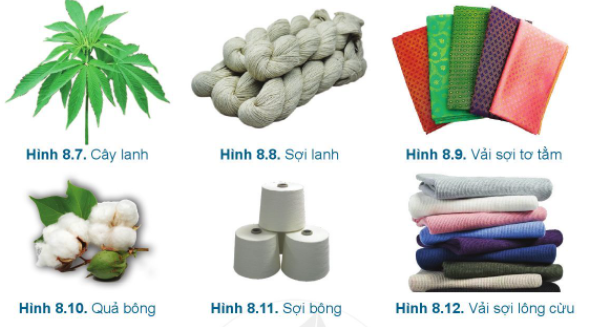 Hình 8.7. Cây lanh
Hình 8.8. Sợi lanh
Hình 8.9. Vải sợi tơ tằm
Hình 8.10. Quả bông
Hình 8.11. Sợi bông
Hình 8.12. Vải sợi lông cừu